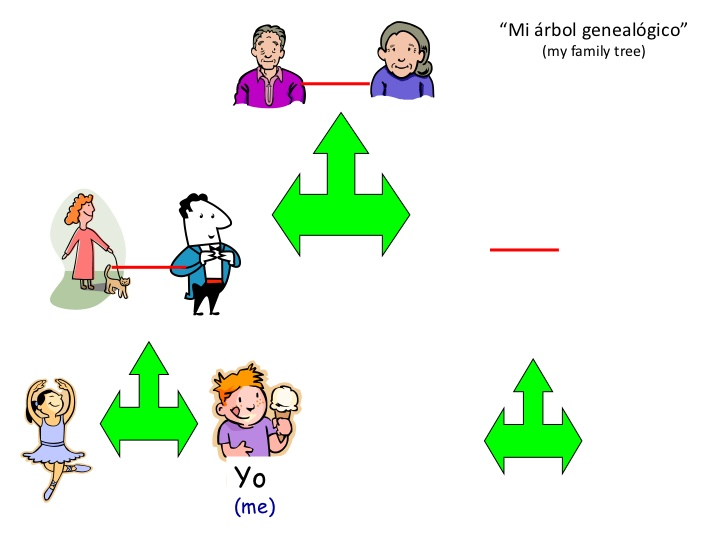 “Mi árbol genealógico”
(my family tree)
Yo
(me)